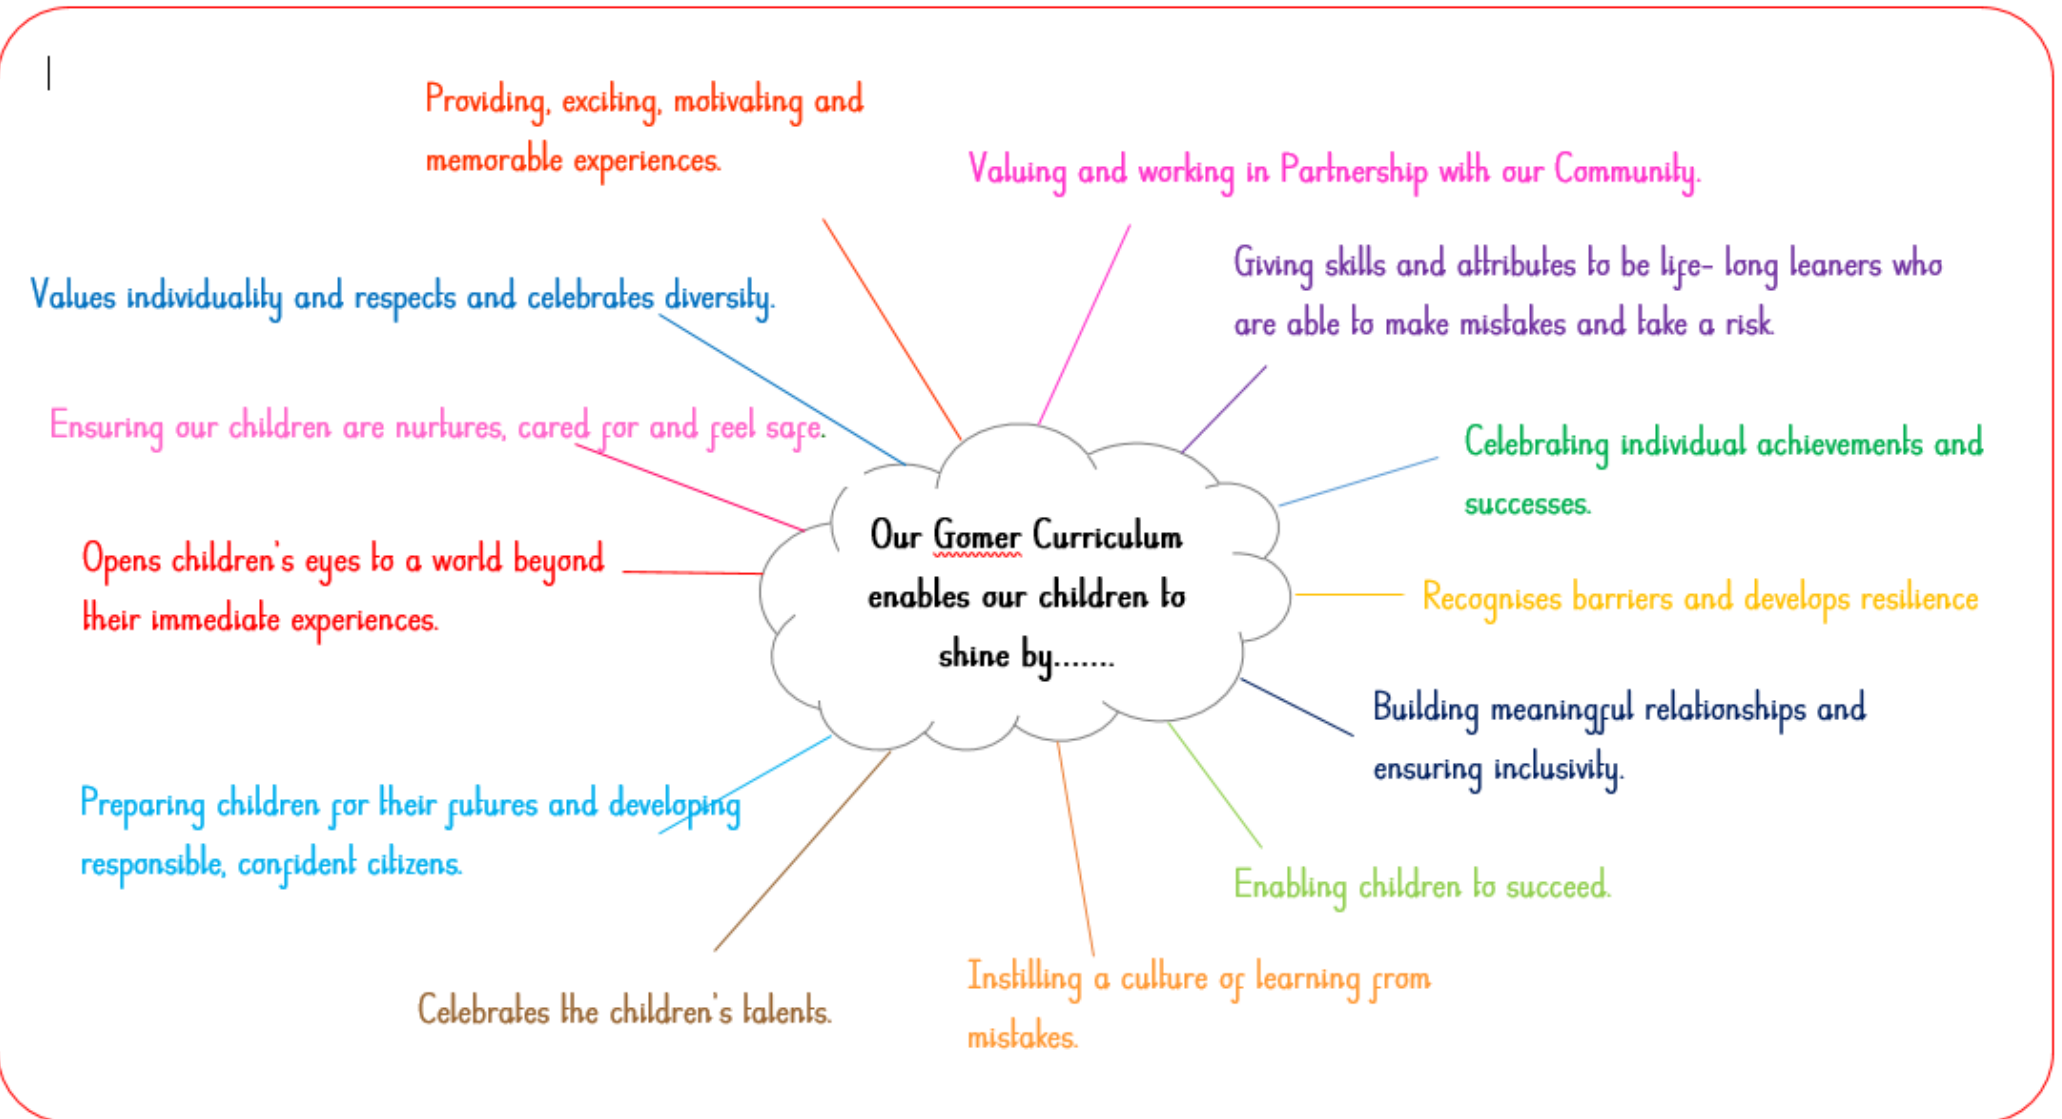 Providing, exciting, motivating and
memorable experiences.
Valuing and working in Partnership with our Community.
Giving skills and attributes to be life- long leaners who
are able to make mistakes and take a risk.
Values individuality and respects and celebrates diversity.
Ensuring our children are nurtures, cared for and feel safe.
Celebrating individual achievements and
successes.
Our Gomer Curriculum
enables our children to
shine by.......
Opens children's eyes to a world beyond
their immediate experiences.
Recognises barriers and develops resilience
Building meaningful relationships and
ensuring inclusivity.
Preparing children for their futures and developing
responsible, confident citizens.
Enabling children to succeed.
Celebrates the children's talents.
Instilling a culture of learning from
mistakes.